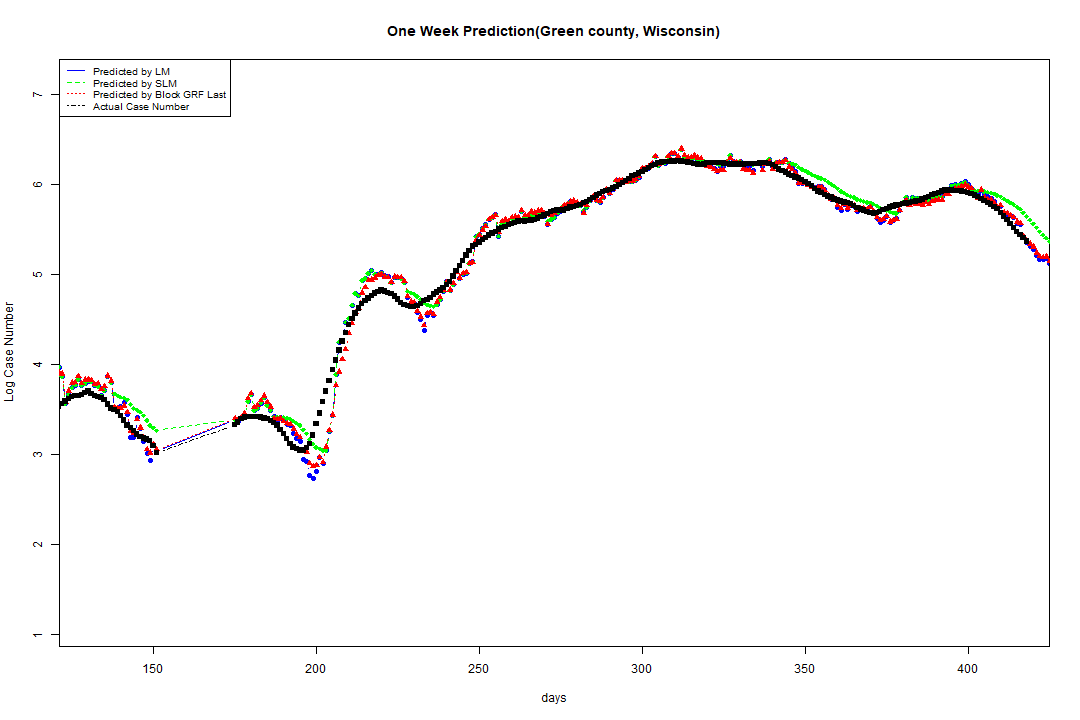 One Week Prediction(Green county, Wisconsin)
Predicted by LM
Predicted by SLM
Predicted by Block GRF Last
Actual Case Number
7
6
5
4
3
2
1
Log Case Number
150 200 250 300 350 400
days